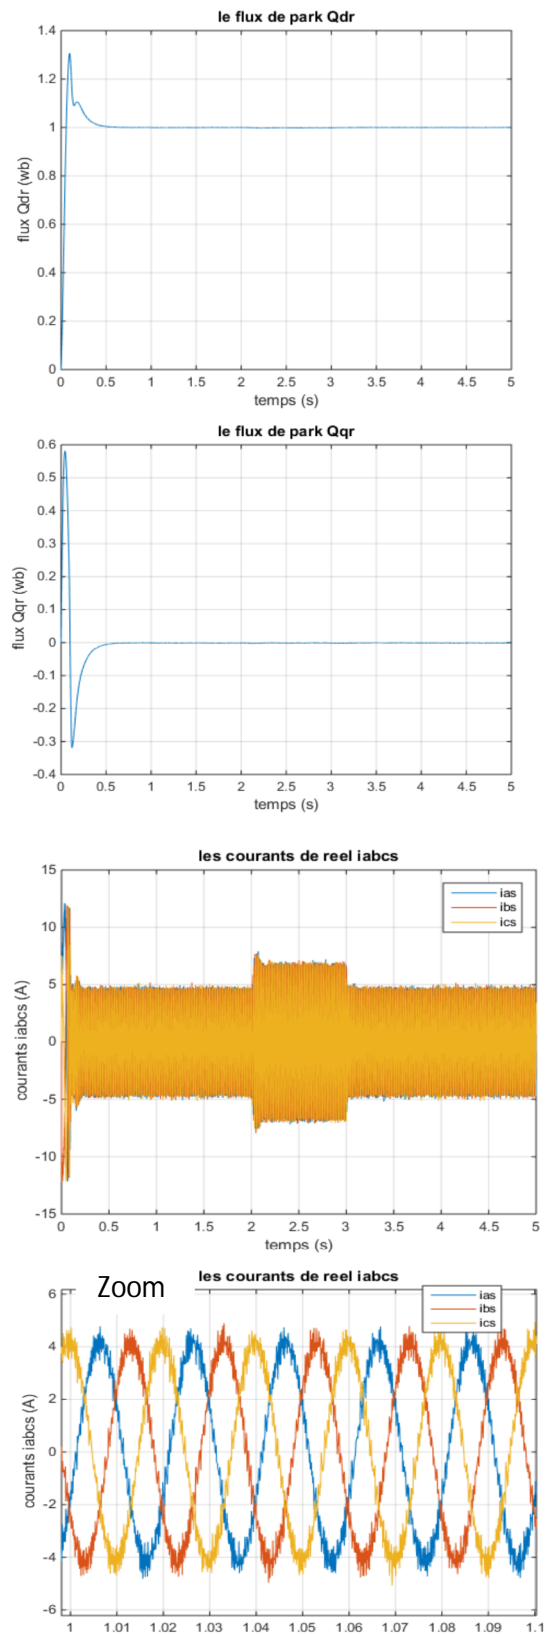 le flux de park Qdr
1.4
1.2
1
0.8
0.6
0.4
0.2
0
flux Qdr (wb)
0 0.5 1 1.5 2 2.5 3 3.5 4 4.5 5
temps (s)
le flux de park Qqr
0.6
0.5
0.4
0.3
0.2
0.1
0
-0.1
-0.2
-0.3
-0.4
flux Qqr (wb)
0 0.5 1 1.5 2 2.5 3 3.5 4 4.5 5
temps (s)
les courants de reel iabcs
15
10
5
0
-5
-10
-15
courants iabcs (A)
ias
ibs
ics
0 0.5 1 1.5 2 2.5 3 3.5 4 4.5 5
temps (s)
Zoom
les courants de reel iabcs
6
4
2
0
-2
-4
-6
courants iabcs (A)
ias
ibs
ics
1 1.01 1.02 1.03 1.04 1.05 1.06 1.07 1.08 1.09 1.1